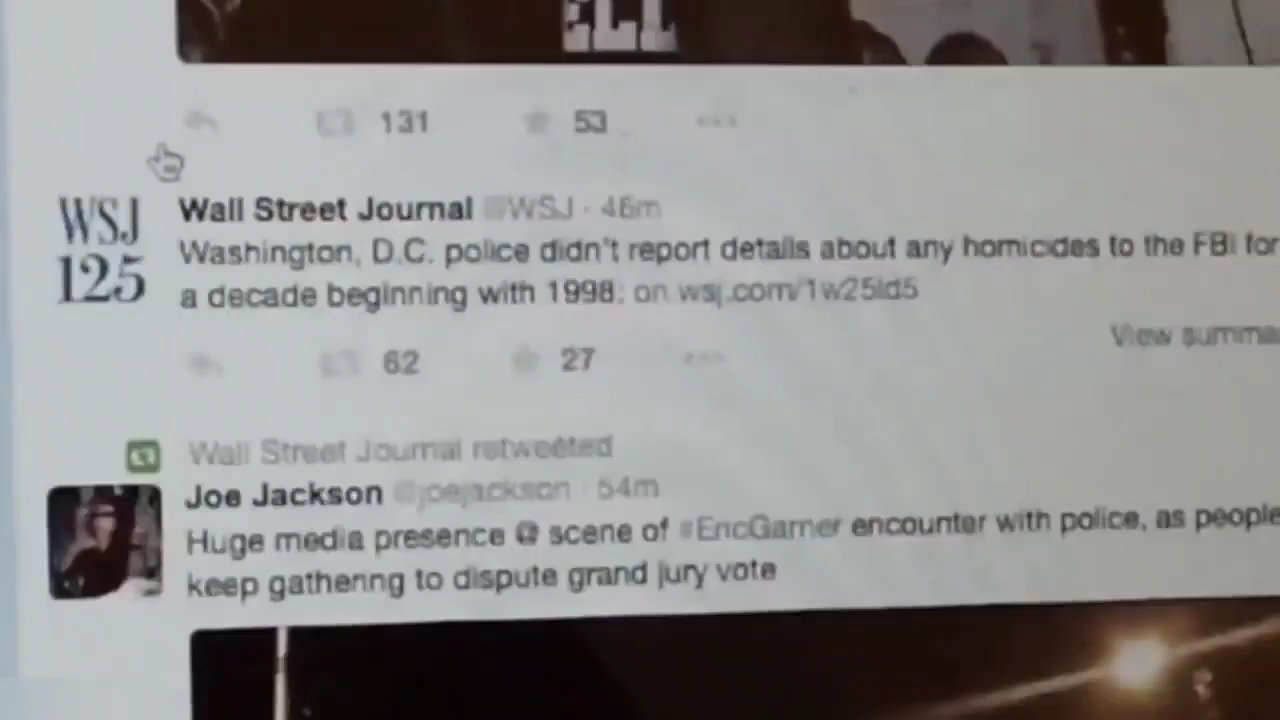 ELL
131 53
WSJ
125
Wall Street Journal @WSJ · 46m
Washington, D.C. police didn't report details about any homicides to the FBI for
a decade beginning with 1998: on.wsj.com/1w25ld5
View summa
62 27
Wall Street Journal retweeted
Joe Jackson @joejackson · 54m
Huge media presence @ scene of #EricGarner encounter with police, as people
keep gathering to dispute grand jury vote